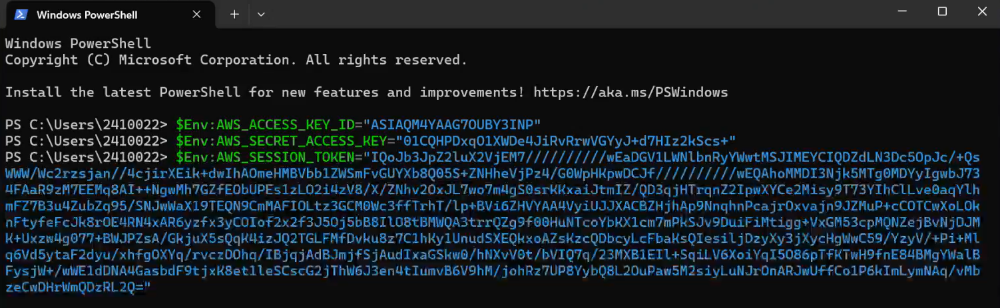 Windows PowerShell
Windows PowerShell
Copyright (C) Microsoft Corporation. All rights reserved.
Install the latest PowerShell for new features and improvements! https://aka.ms/PSWindows
PS C:\Users\2410022> $Env:AWS_ACCESS_KEY_ID="ASIAQM4YAAG7OUBY3INP"
PS C:\Users\2410022> $Env:AWS_SECRET_ACCESS_KEY="01CQHPDxqO1XWDe4JiRvRrwVGYyJ+d7HIz2kScs+"
PS C:\Users\2410022> $Env:AWS_SESSION_TOKEN="IQoJb3JpZ2luX2VjEM7//////////wEaDGV1LWNlbnRyYWwtMSJIMEYCIQDZdLN3Dc5OpJc/+Qs
WWW/Wc2rzsjan//4cjirXEik+dwIhAOmeHMBVbb1ZWSmFvGUYXb8Q05S+ZNHheVjPz4/G0WpHKpwDCJf//////////wEQAhoMMDI3Njk5MTg0MDYyIgwbJ73
4FAaR9zM7EEMq8AI++NgwMh7GZfEObUPEs1zLO2i4zV8/X/ZNhv2OxJL7wo7m4gS0srKKxaiJtmIZ/QD3qjHTrqnZ2IpwXYCe2Misy9T73YIhClLve0aqYlh
mFZ7B3u4ZubZq95/SNJwWaX19TEQN9CmMAFIOLtz3GCM0Wc3ffTrhT/lp+BVi6ZHVYAA4VyiUJJXACBZHjhAp9NnqhnPcajrOxvajn9JZMuP+cCOTCwXoLOk
nFtyfeFcJk8rOE4RN4xAR6yzfx3yCOIof2x2f3J5Oj5bB8IlO8tBMWQA3trrQZg9f00HuNTcoYbKX1cm7mPkSJv9DuiFiMtigg+VxGM53cpMQNZejBvNjDJM
K+Uxzw4g077+BWJPZsA/GkjuX5sQqK4izJQ2TGLFMfDvku8z7C1hKy1UnudSXEQkxoAZsKzcQDbcyLcFbaKsQIesiljDzyXy3jXycHgWwC59/YzyV/+Pi+Ml
q6Vd5ytaF2dyu/xhfgOXYq/rvczDOhq/IBjqjAdBJmjfSjAudIxaGSkw0/hNXvV0t/bVIQ7q/23MXB1EIl+SqiLV6XoiYqI5O86pTfKTwH9fnE84BMgYWalB
FysjW+/wWE1dDNA4GasbdF9tjxK8et1leSCscG2jThW6J3en4tIumvB6V9hM/johRz7UP8YybQ8L2OuPaw5M2siyLuNJrOnARJwUffCo1P6kImLymNAq/vMb
zeCwDHrWmQDzRL2Q="